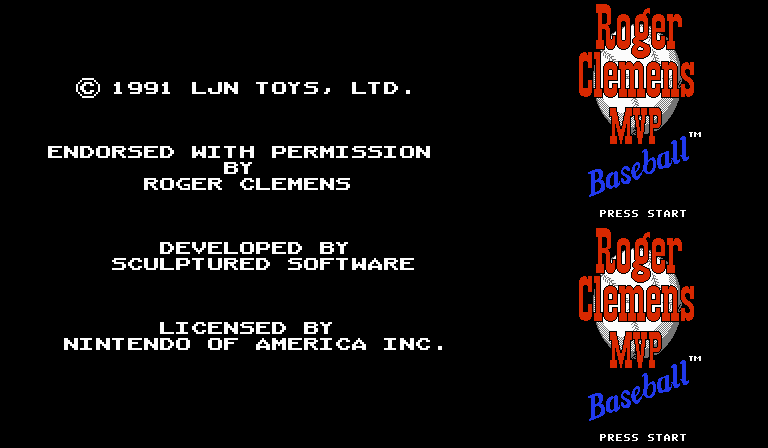 © 1991 LJN TOYS, LTD.
ENDORSED WITH PERMISSION
BY
ROGER CLEMENS
DEVELOPED BY
SCULPTURED SOFTWARE
LICENSED BY
NINTENDO OF AMERICA INC.
Roger
Clemens
MVP
Baseball™
PRESS START
Roger
Clemens
MVP
Baseball™
PRESS START